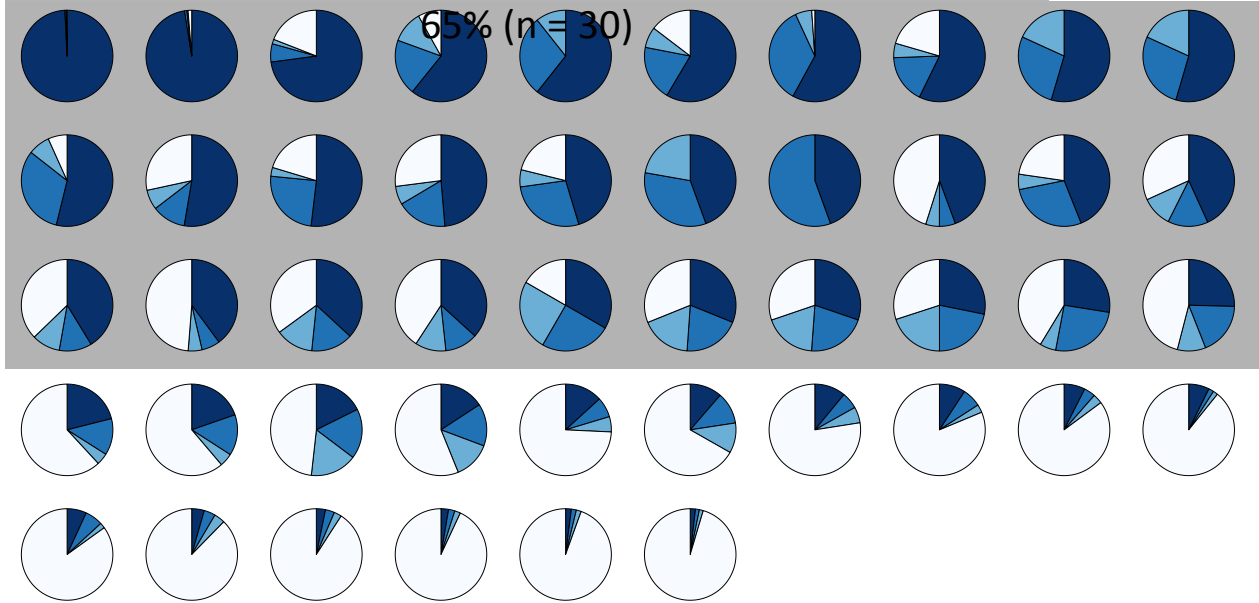 65% (n = 30)